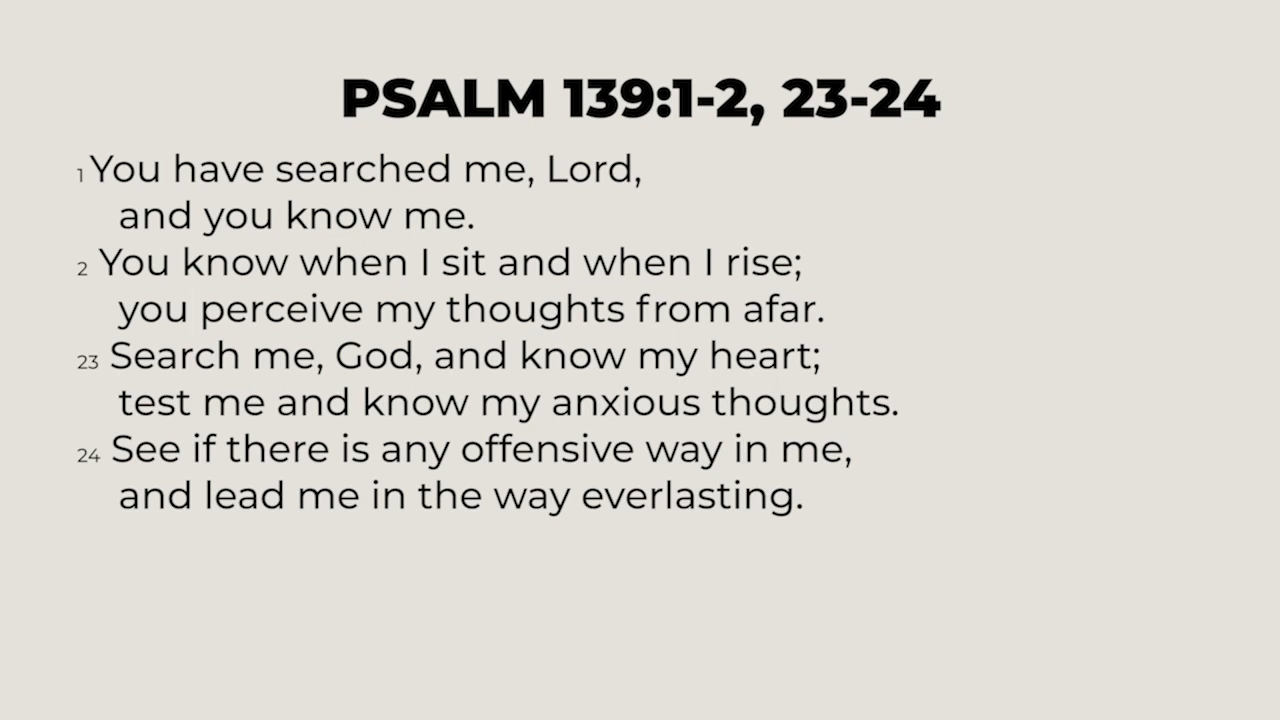 PSALM 139:1-2, 23-24
1 You have searched me, Lord,
and you know me.
2 You know when I sit and when I rise;
you perceive my thoughts from afar.
23 Search me, God, and know my heart;
test me and know my anxious thoughts.
24 See if there is any offensive way in me,
and lead me in the way everlasting.